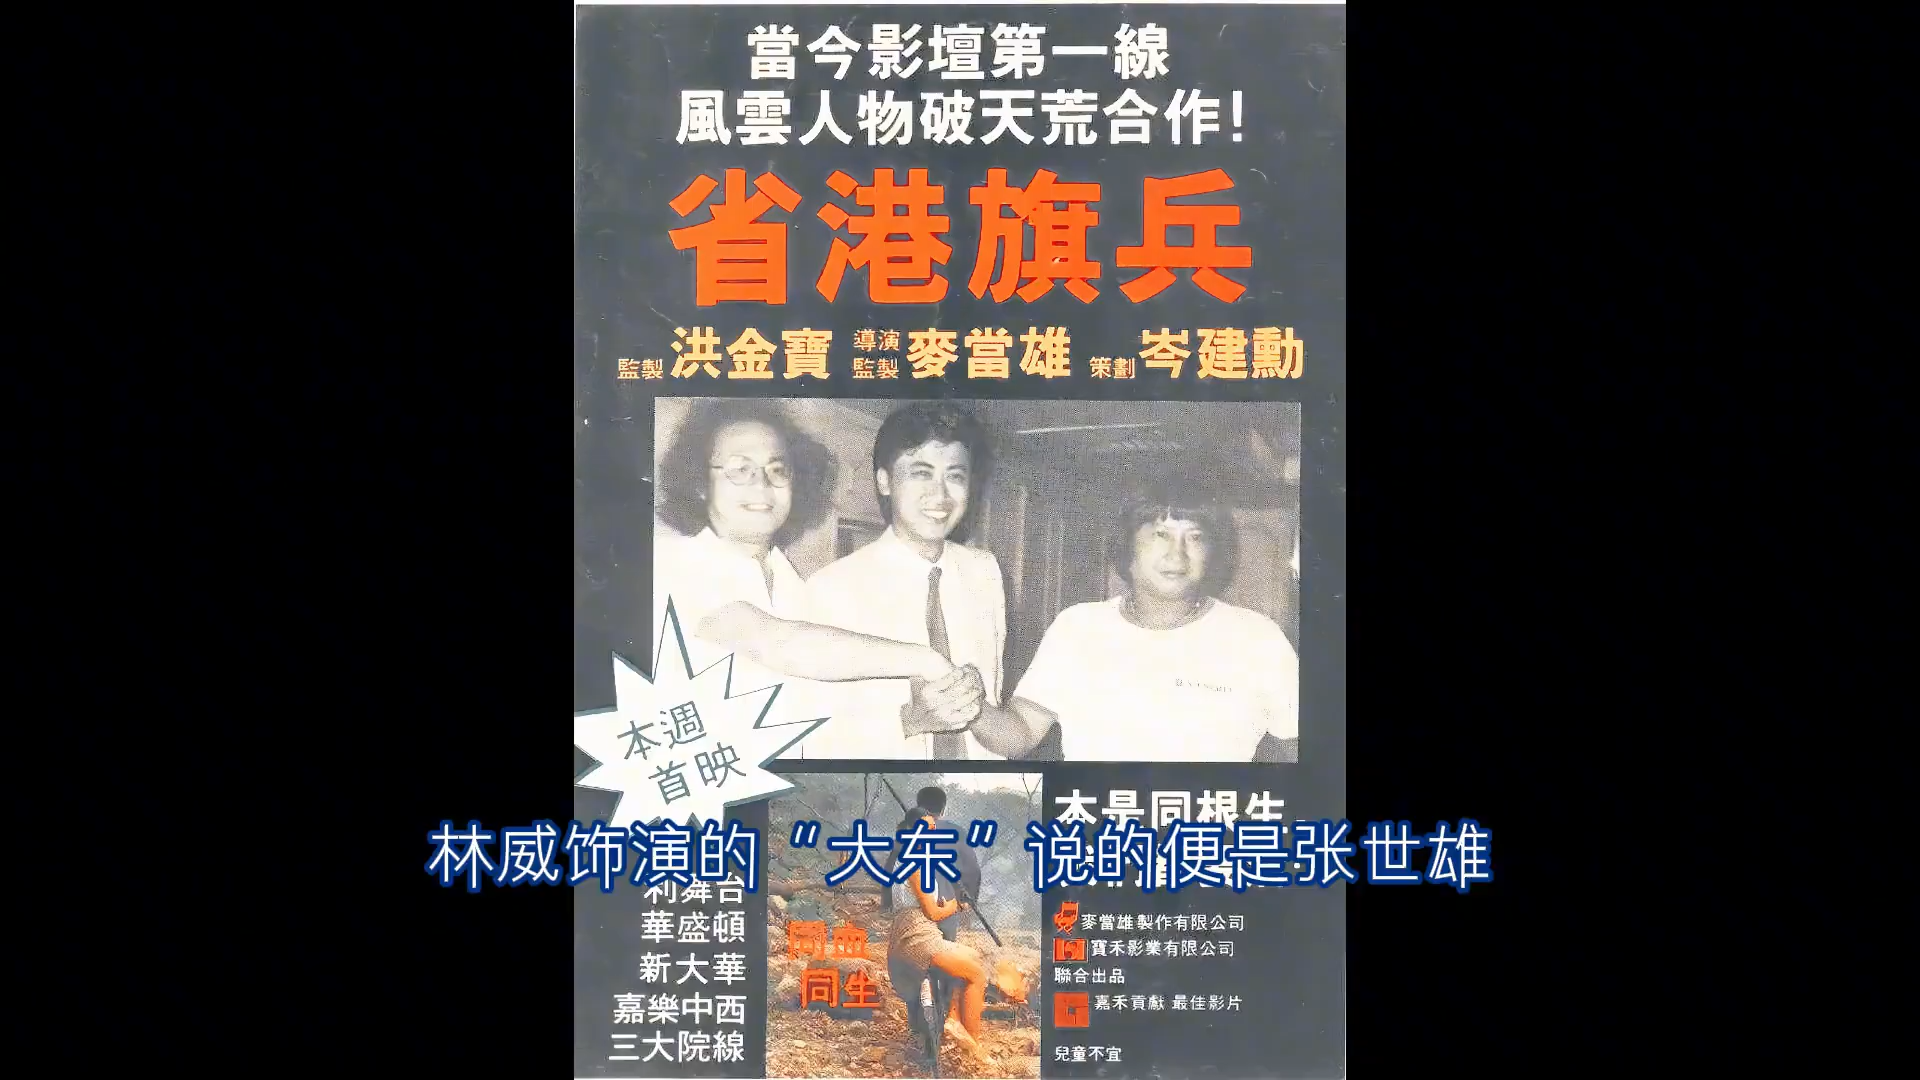 當今影壇第一線
風雲人物破天荒合作!
省港旗兵
監製 洪金寶 導演 監製 麥當雄 策劃 岑建勳
本週
首映
本是同根生
林威饰演的“大东”说的便是张世雄
利舞台
華盛頓
新大華
嘉樂中西
三大院線
同血
同生
麥當雄製作有限公司
寶禾影業有限公司
聯合出品
嘉禾貢獻 最佳影片
兒童不宜